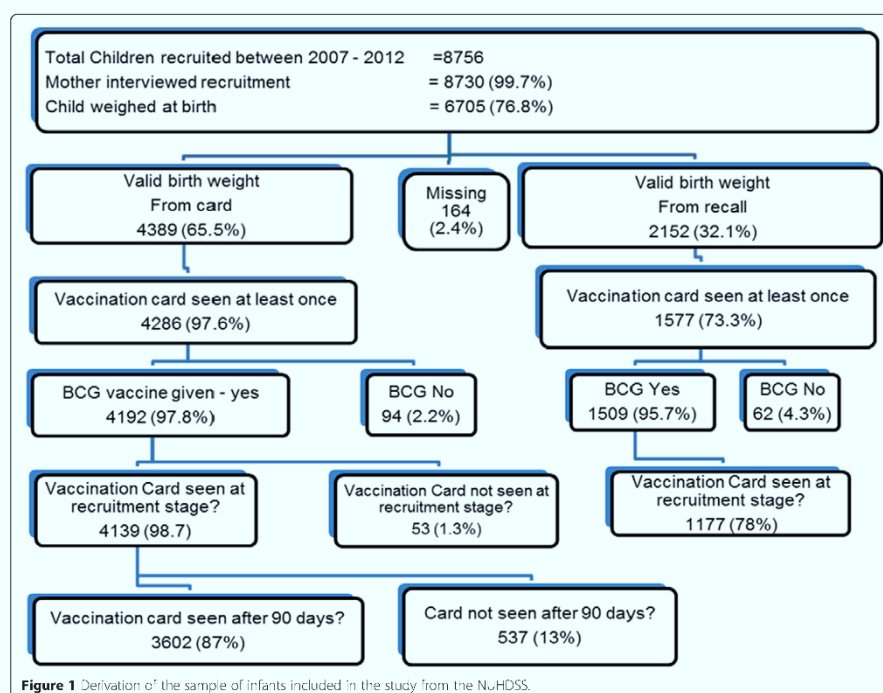 Total Children recruited between 2007 - 2012 =8756
Mother interviewed recruitment = 8730 (99.7%)
Child weighed at birth = 6705 (76.8%)
Valid birth weight
From card
4389 (65.5%)
Missing
164
(2.4%)
Valid birth weight
From recall
2152 (32.1%)
Vaccination card seen at least once
4286 (97.6%)
Vaccination card seen at least once
1577 (73.3%)
BCG vaccine given - yes
4192 (97.8%)
BCG No
94 (2.2%)
BCG Yes
1509 (95.7%)
BCG No
62 (4.3%)
Vaccination Card seen at
recruitment stage?
4139 (98.7)
Vaccination Card not seen at
recruitment stage?
53 (1.3%)
Vaccination Card seen at
recruitment stage?
1177 (78%)
Vaccination card seen after 90 days?
3602 (87%)
Card not seen after 90 days?
537 (13%)
Figure 1 Derivation of the sample of infants included in the study from the NUHDSS.